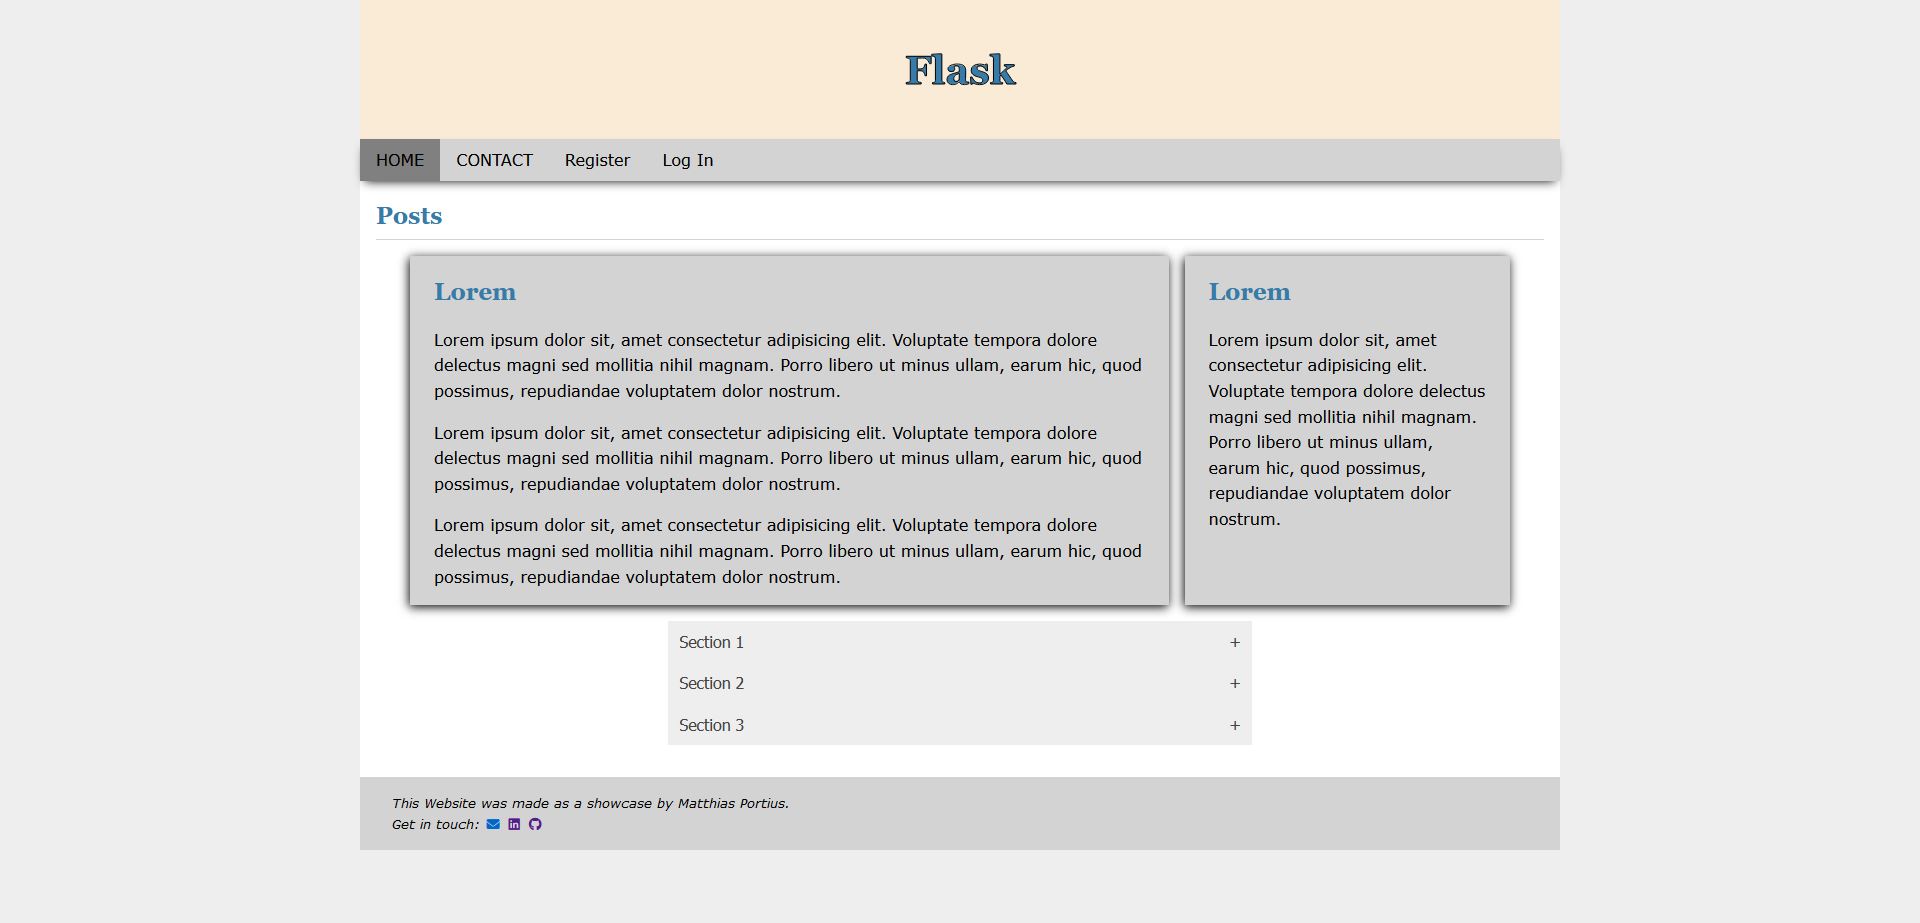 Flask
HOME CONTACT Register Log In
Posts
Lorem
Lorem ipsum dolor sit, amet consectetur adipisicing elit. Voluptate tempora dolore
delectus magni sed mollitia nihil magnam. Porro libero ut minus ullam, earum hic, quod
possimus, repudiandae voluptatem dolor nostrum.
Lorem ipsum dolor sit, amet consectetur adipisicing elit. Voluptate tempora dolore
delectus magni sed mollitia nihil magnam. Porro libero ut minus ullam, earum hic, quod
possimus, repudiandae voluptatem dolor nostrum.
Lorem ipsum dolor sit, amet consectetur adipisicing elit. Voluptate tempora dolore
delectus magni sed mollitia nihil magnam. Porro libero ut minus ullam, earum hic, quod
possimus, repudiandae voluptatem dolor nostrum.
Lorem
Lorem ipsum dolor sit, amet
consectetur adipisicing elit.
Voluptate tempora dolore delectus
magni sed mollitia nihil magnam.
Porro libero ut minus ullam,
earum hic, quod possimus,
repudiandae voluptatem dolor
nostrum.
Section 1 +
Section 2 +
Section 3 +
This Website was made as a showcase by Matthias Portius.
Get in touch: